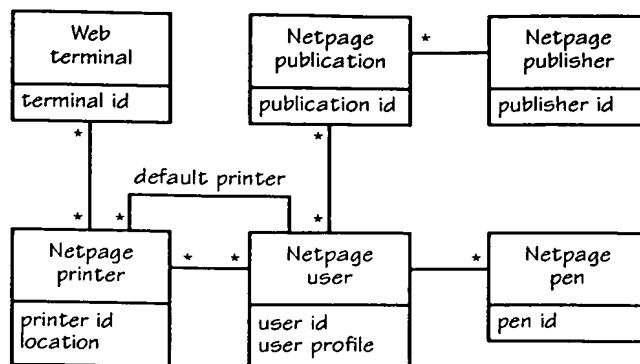 Web
terminal
terminal id
Netpage
publication
publication id
Netpage
publisher
publisher id
*
*
*
default printer
*
*
*
*
Netpage
printer
printer id
location
*
*
Netpage
user
user id
user profile
*
Netpage
pen
pen id